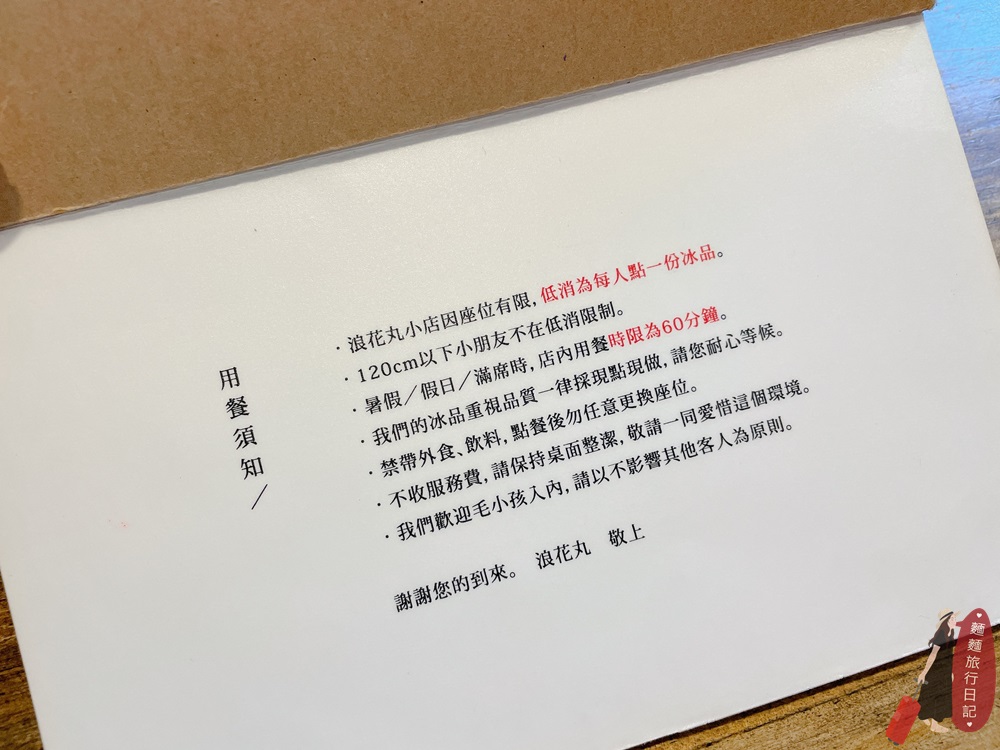 用餐須知／
・浪花丸小店因座位有限，低消為每人點一份冰品。
・120cm以下小朋友不在低消限制。
・暑假／假日／滿席時，店內用餐時限為60分鐘。
・我們的冰品重視品質一律採現點現做，請您耐心等候。
・禁帶外食、飲料，點餐後勿任意更換座位。
・不收服務費，請保持桌面整潔，敬請一同愛惜這個環境。
・我們歡迎毛小孩入內，請以不影響其他客人為原則。
謝謝您的到來。 浪花丸 敬上
麵麵旅行日記